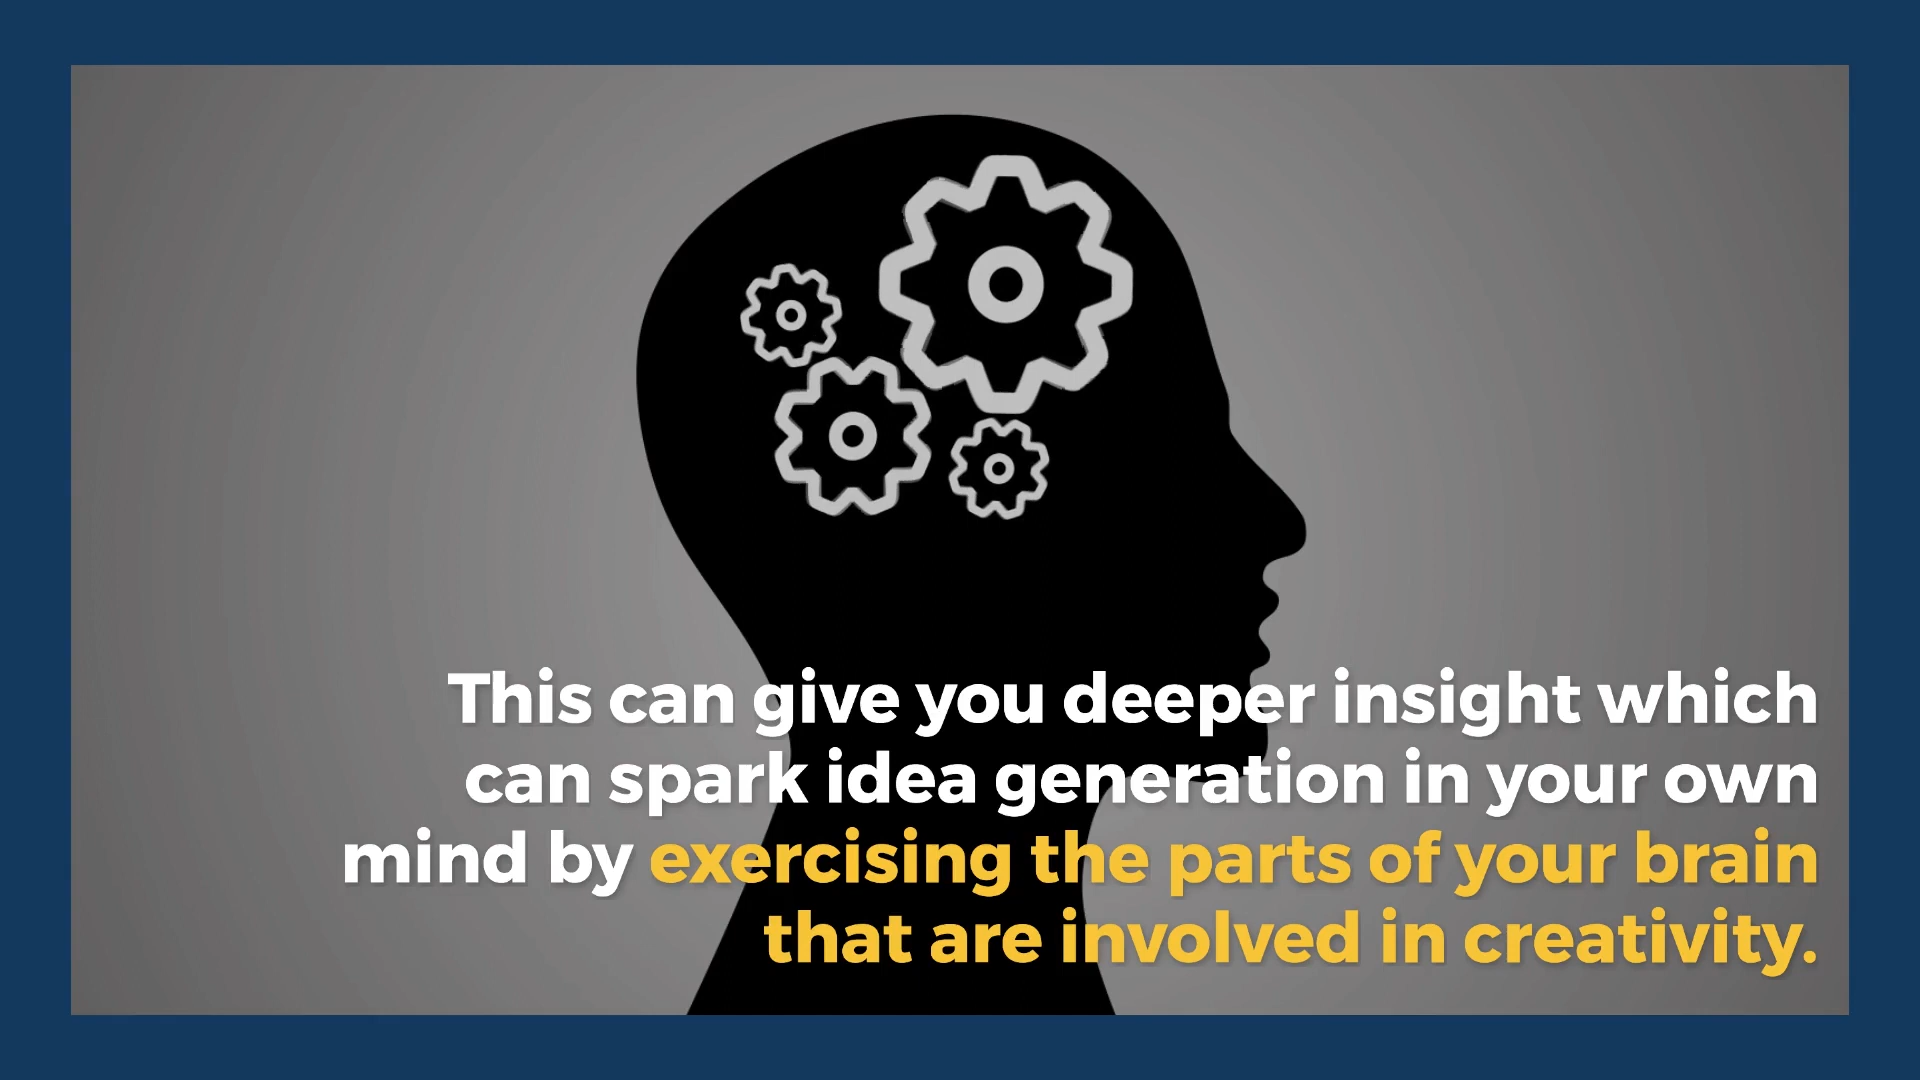 This can give you deeper insight which
can spark idea generation in your own
mind by exercising the parts of your brain
that are involved in creativity.